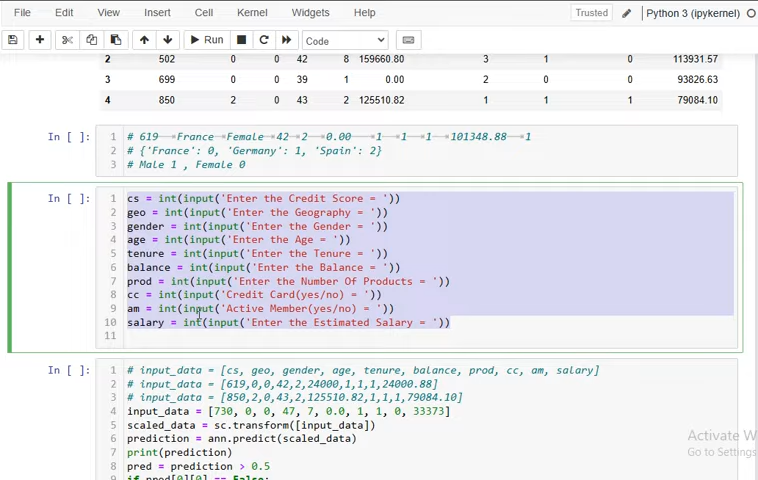 File Edit View Insert Cell Kernel Widgets Help Trusted Python 3 (ipykernel)
Run Code
2 502 0 0 42 8 159660.80 3 1 0 113931.57
3 699 0 0 39 1 0.00 2 0 0 93826.63
4 850 2 0 43 2 125510.82 1 1 1 79084.10
In [ ]: 1 # 619 France Female 42 2 0.00 1 1 1 101348.88 1
2 # {'France': 0, 'Germany': 1, 'Spain': 2}
3 # Male 1 , Female 0
In [ ]: 1 cs = int(input('Enter the Credit Score = '))
2 geo = int(input('Enter the Geography = '))
3 gender = int(input('Enter the Gender = '))
4 age = int(input('Enter the Age = '))
5 tenure = int(input('Enter the Tenure = '))
6 balance = int(input('Enter the Balance = '))
7 prod = int(input('Enter the Number Of Products = '))
8 cc = int(input('Credit Card(yes/no) = '))
9 am = int(input('Active Member(yes/no) = '))
10 salary = int(input('Enter the Estimated Salary = '))
11
In [ ]: 1 # input_data = [cs, geo, gender, age, tenure, balance, prod, cc, am, salary]
2 # input_data = [619,0,0,42,2,24000,1,1,1,24000.88]
3 # input_data = [850,2,0,43,2,125510.82,1,1,1,79084.10]
4 input_data = [730, 0, 0, 47, 7, 0.0, 1, 1, 0, 33373]
5 scaled_data = sc.transform([input_data])
6 prediction = ann.predict(scaled_data)
7 print(prediction)
8 pred = prediction > 0.5
9 if pred[0][0] == False:
Activate W
Go to Settings